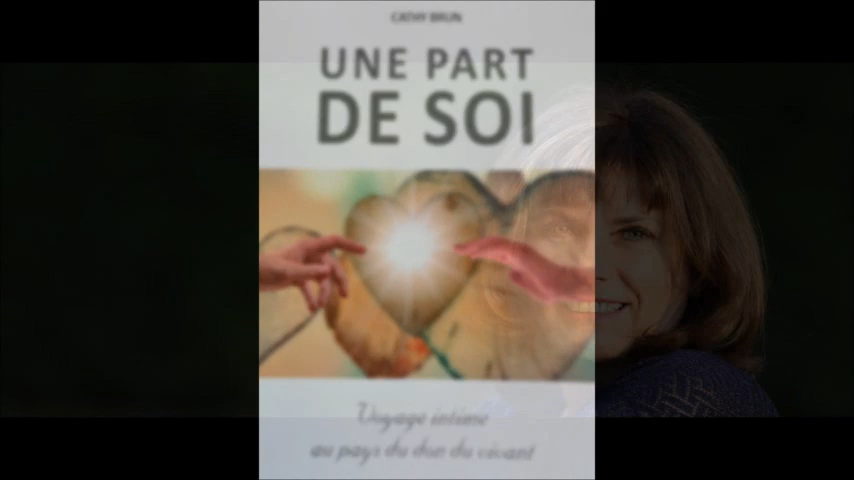 CATHY BRUN
UNE PART
DE SOI
Voyage intime
au pays du don du vivant